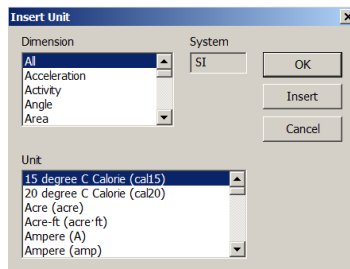 Insert Unit
Dimension
All
Acceleration
Activity
Angle
Area
System
SI
OK
Insert
Cancel
Unit
15 degree C Calorie (cal15)
20 degree C Calorie (cal20)
Acre (acre)
Acre-ft (acre·ft)
Ampere (A)
Ampere (amp)